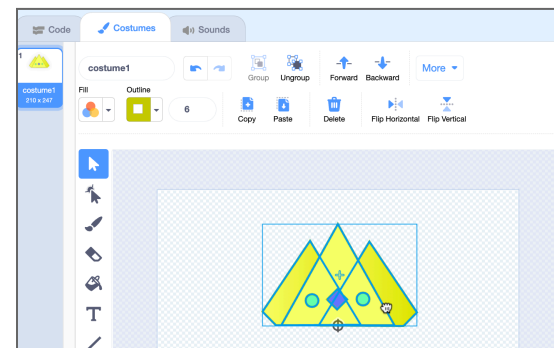 Code Costumes Sounds
1
costume1
210 x 247
costume1
Group Ungroup Forward Backward More
Fill Outline
6
Copy Paste Delete Flip Horizontal Flip Vertical
T